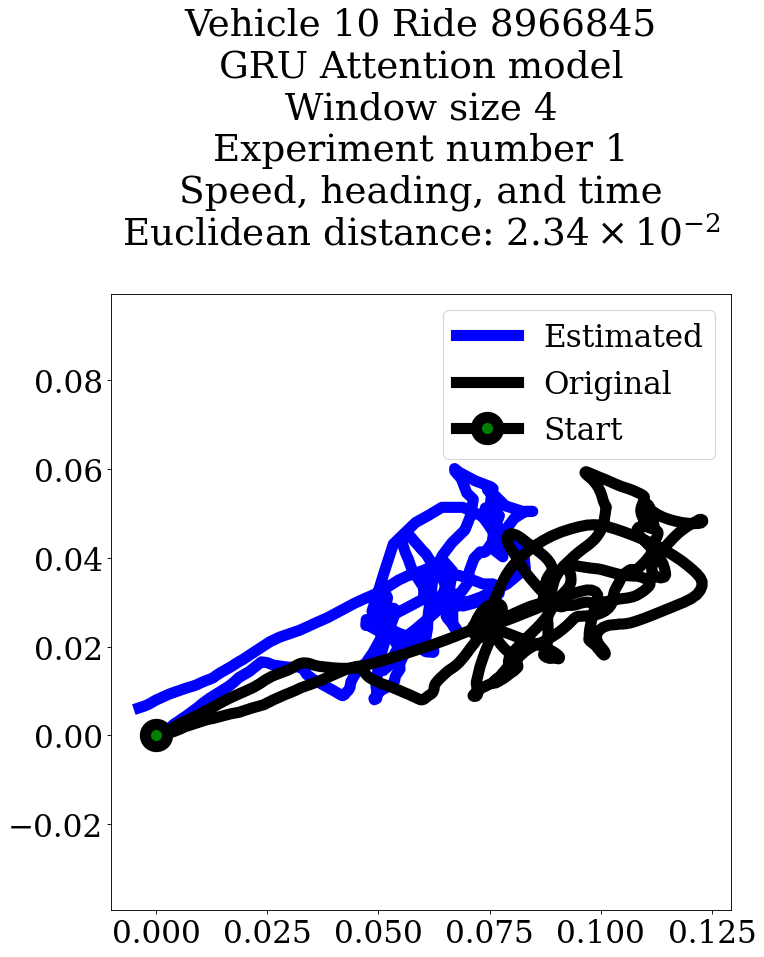 Vehicle 10 Ride 8966845
GRU Attention model
Window size 4
Experiment number 1
Speed, heading, and time
Euclidean distance: 2.34 × 10⁻²
Estimated
Original
Start
0.08
0.06
0.04
0.02
0.00
−0.02
0.000 0.025 0.050 0.075 0.100 0.125